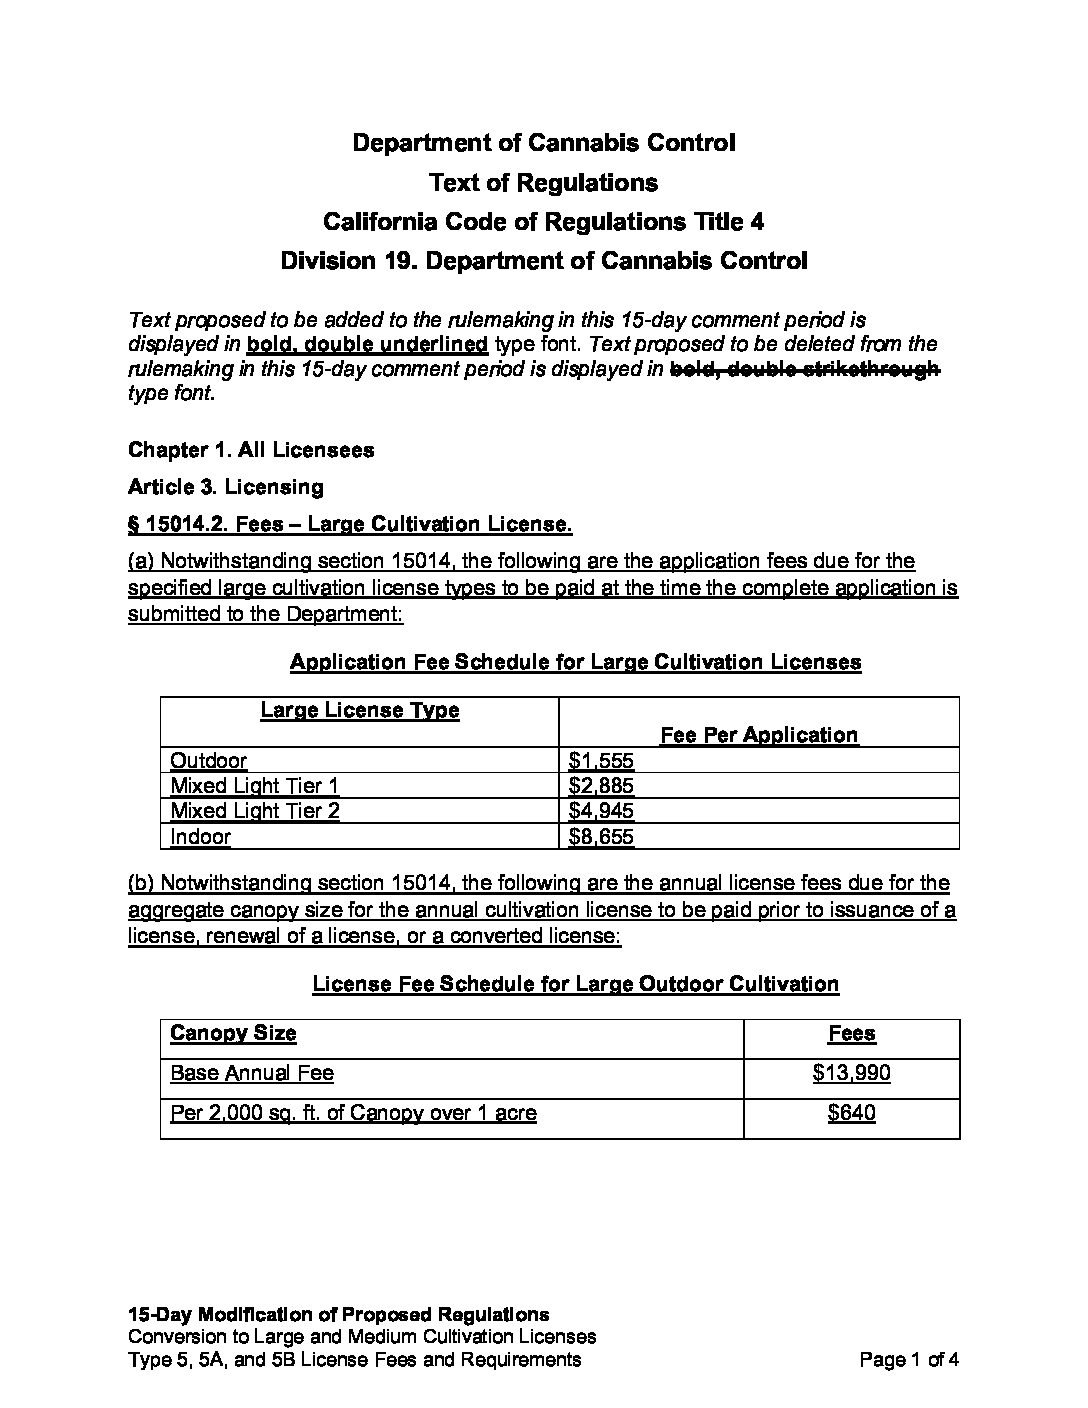 Department of Cannabis Control
Text of Regulations
California Code of Regulations Title 4
Division 19. Department of Cannabis Control
Text proposed to be added to the rulemaking in this 15-day comment period is
displayed in bold, double underlined type font. Text proposed to be deleted from the
rulemaking in this 15-day comment period is displayed in bold, double strikethrough
type font.
Chapter 1. All Licensees
Article 3. Licensing
§ 15014.2. Fees – Large Cultivation License.
(a) Notwithstanding section 15014, the following are the application fees due for the
specified large cultivation license types to be paid at the time the complete application is
submitted to the Department:
Application Fee Schedule for Large Cultivation Licenses
Large License Type
Fee Per Application
Outdoor $1,555
Mixed Light Tier 1 $2,885
Mixed Light Tier 2 $4,945
Indoor $8,655
(b) Notwithstanding section 15014, the following are the annual license fees due for the
aggregate canopy size for the annual cultivation license to be paid prior to issuance of a
license, renewal of a license, or a converted license:
License Fee Schedule for Large Outdoor Cultivation
Canopy Size Fees
Base Annual Fee $13,990
Per 2,000 sq. ft. of Canopy over 1 acre $640
15-Day Modification of Proposed Regulations
Conversion to Large and Medium Cultivation Licenses
Type 5, 5A, and 5B License Fees and Requirements Page 1 of 4